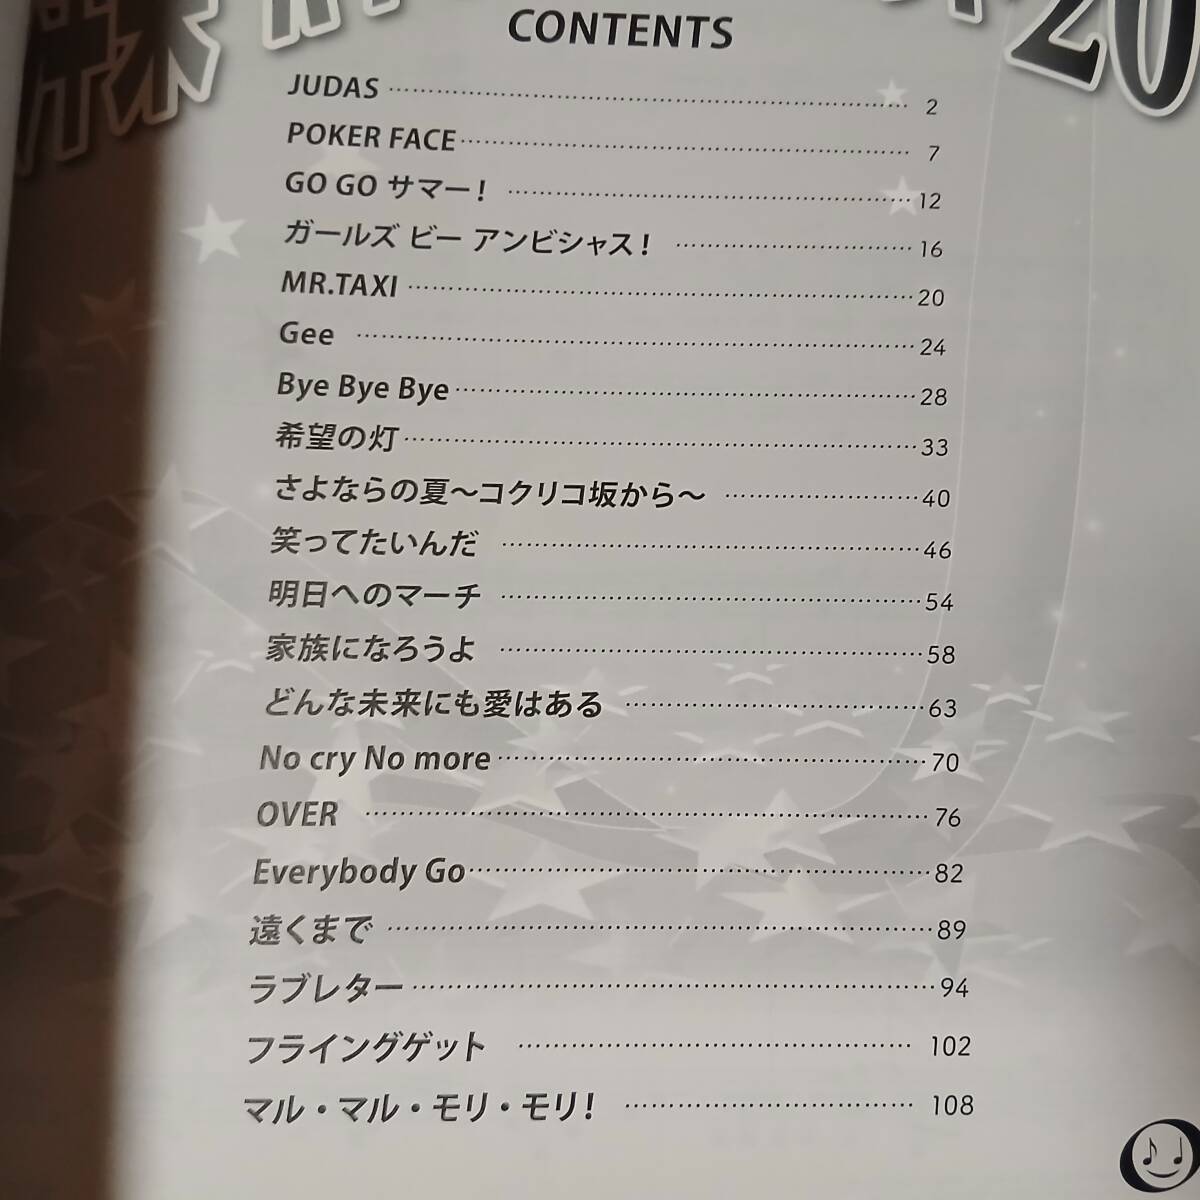 20
CONTENTS
JUDAS 2
POKER FACE 7
GO GO サマー! 12
ガールズ ビー アンビシャス! 16
MR.TAXI 20
Gee 24
Bye Bye Bye 28
希望の灯 33
さよならの夏〜コクリコ坂から〜 40
笑ってたいんだ 46
明日へのマーチ 54
家族になろうよ 58
どんな未来にも愛はある 63
No cry No more 70
OVER 76
Everybody Go 82
遠くまで 89
ラブレター 94
フライングゲット 102
マル・マル・モリ・モリ! 108